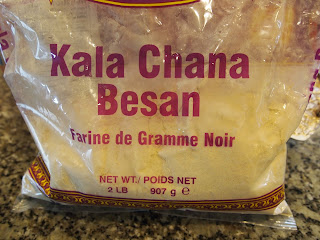 Kala Chana
Besan
Farine de Gramme Noir
NET WT./ POIDS NET
2 LB 907 g e